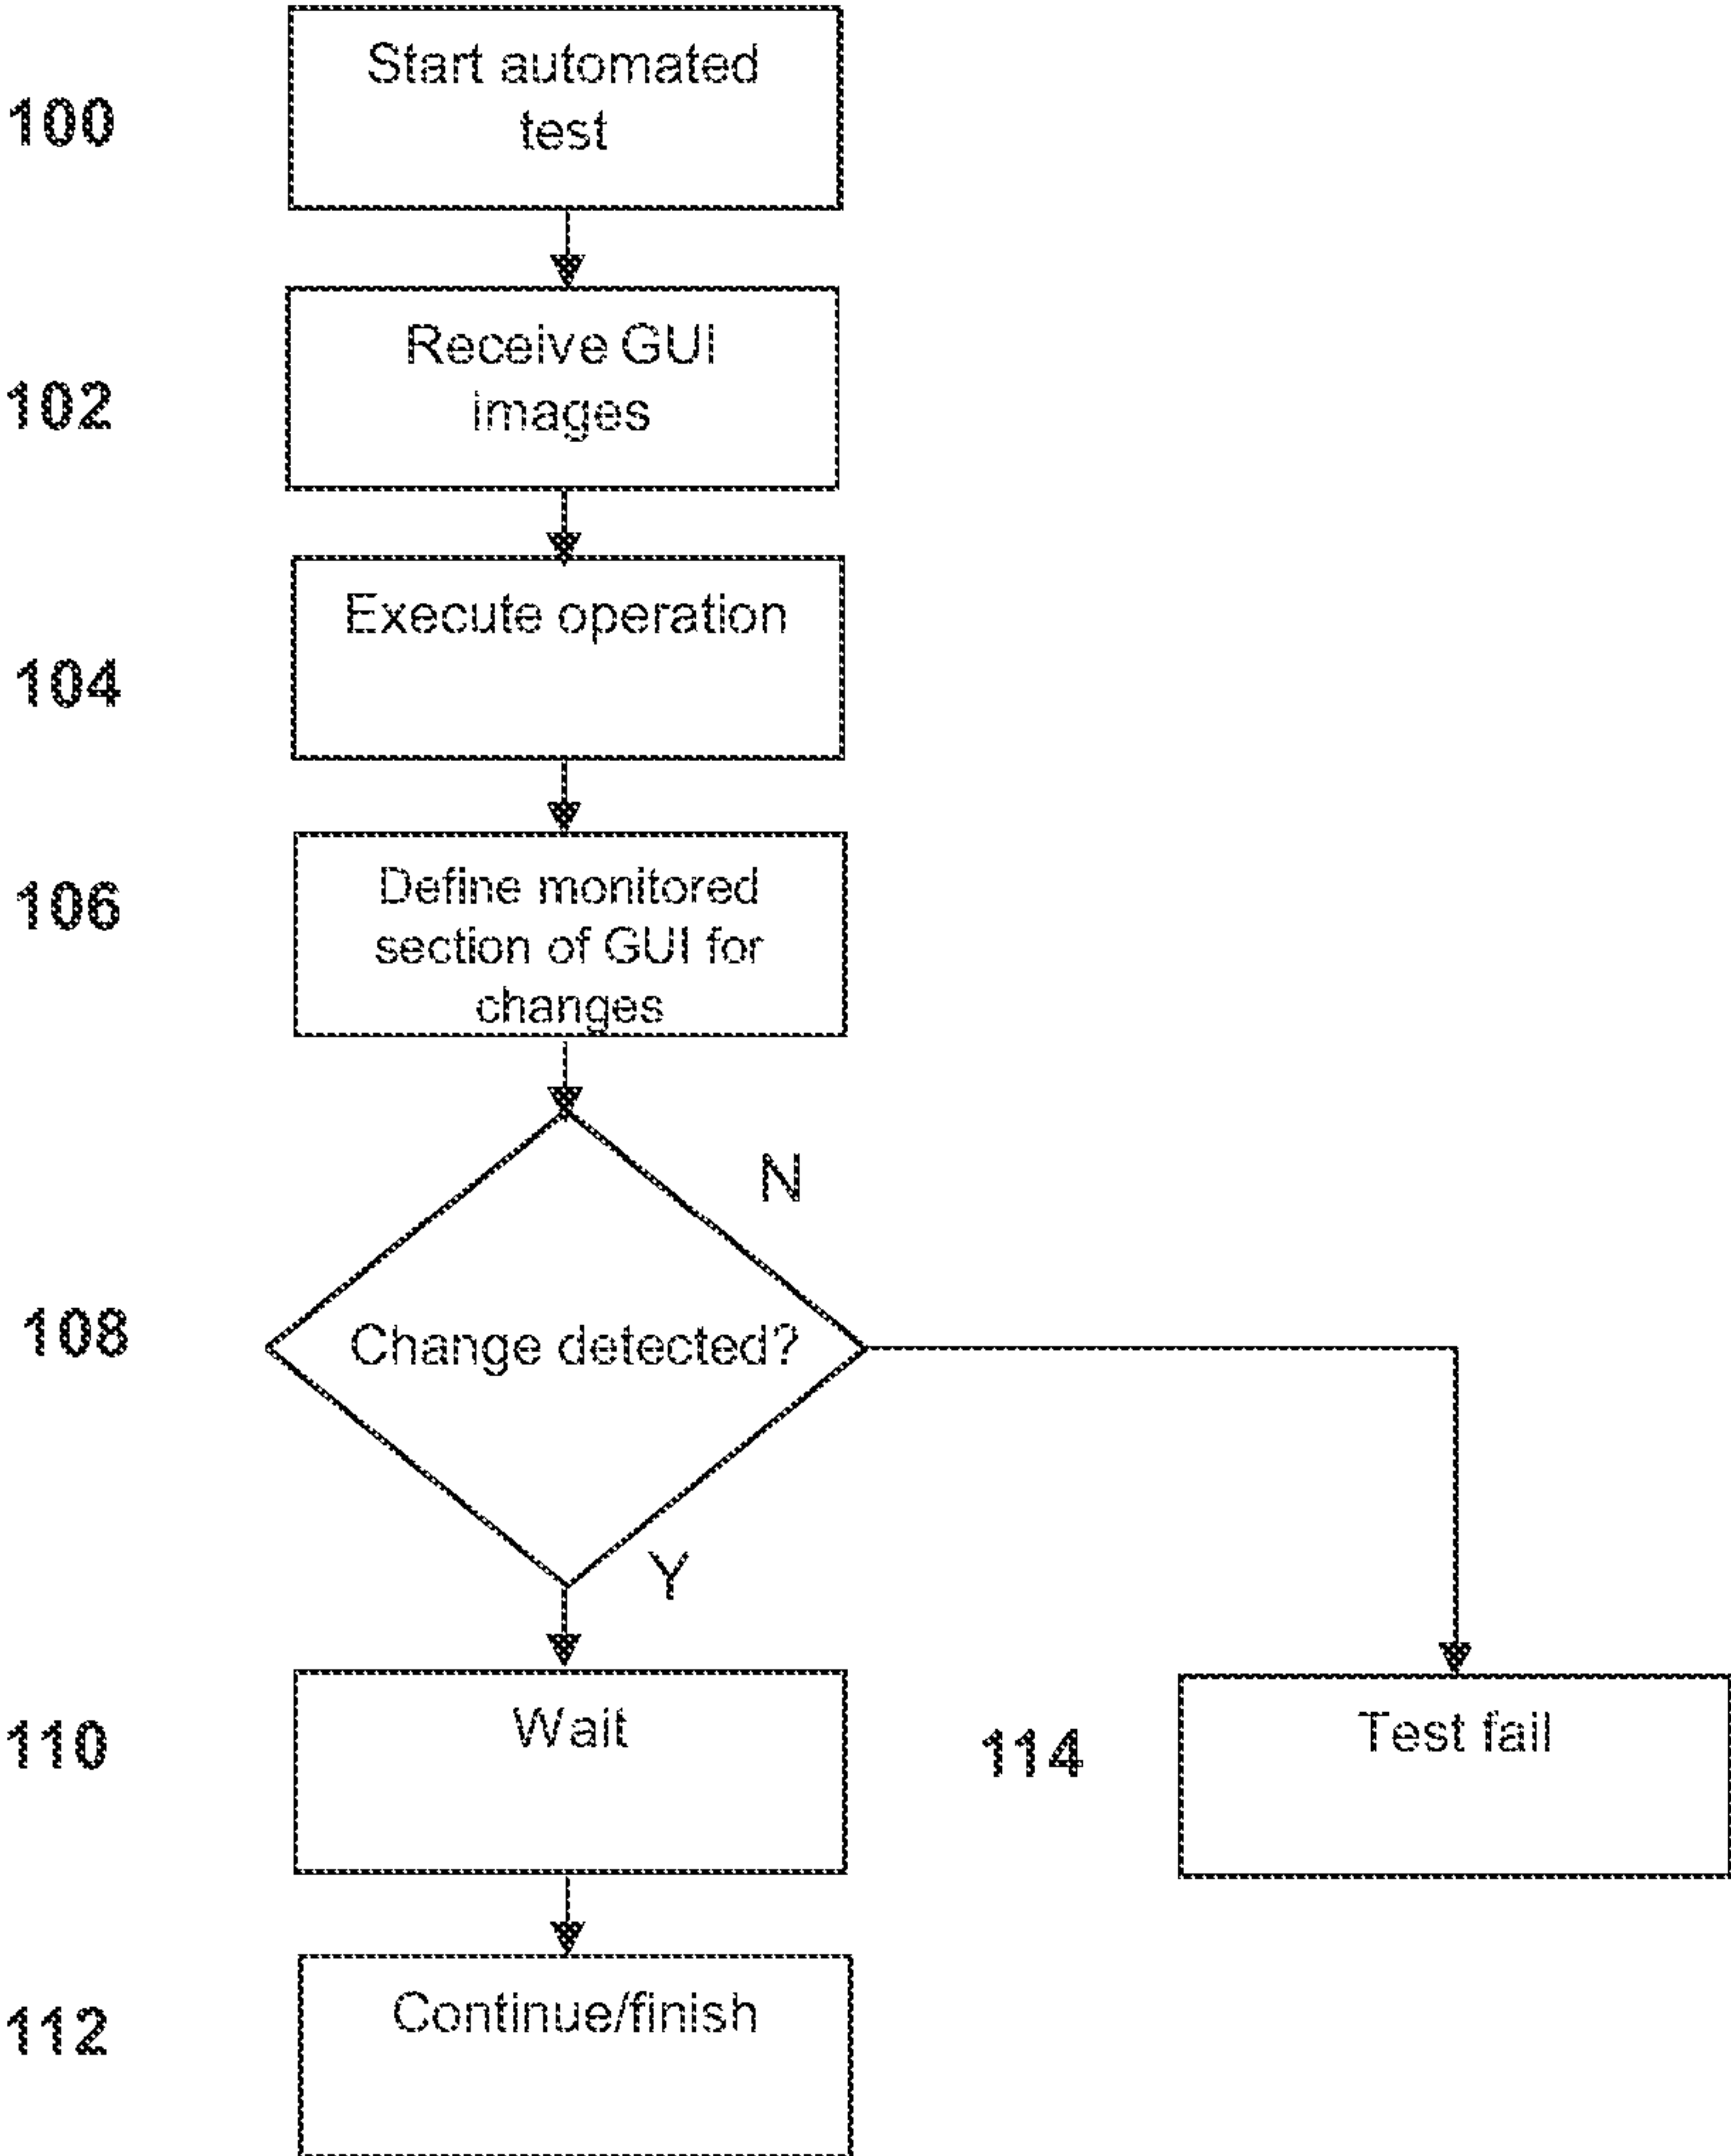 100
Start automated
test
102
Receive GUI
images
104
Execute operation
106
Define monitored
section of GUI for
changes
N
108
Change detected?
Y
110
Wait
114
Test fail
112
Continue/finish